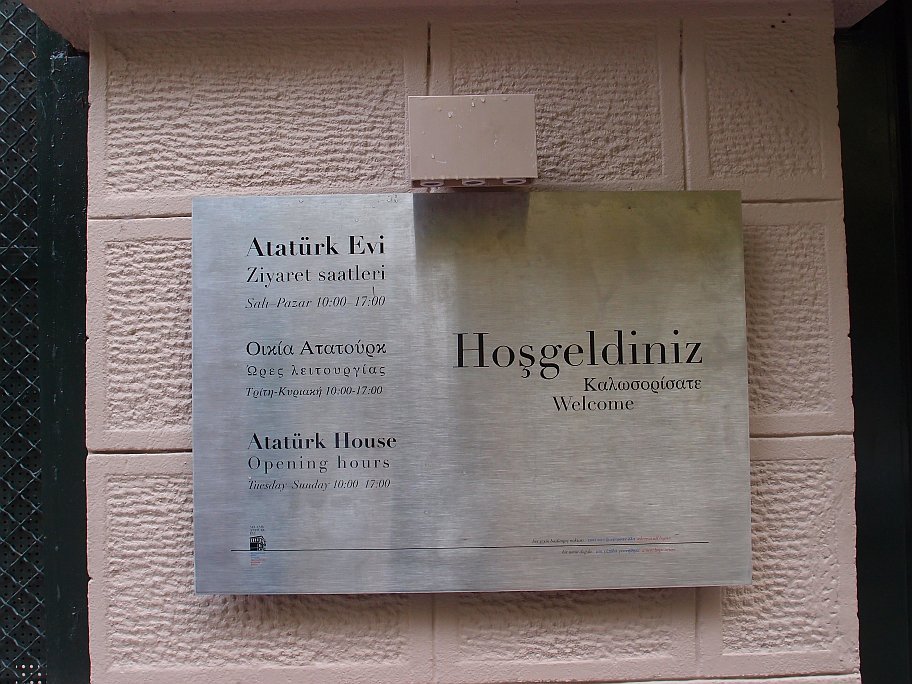 Atatürk Evi
Ziyaret saatleri
Salı-Pazar 10:00-17:00
Οικία Ατατούρκ
Ώρες λειτουργίας
Τρίτη-Κυριακή 10:00-17:00
Atatürk House
Opening hours
Tuesday-Sunday 10:00-17:00
Hoşgeldiniz
Καλωσορίσατε
Welcome